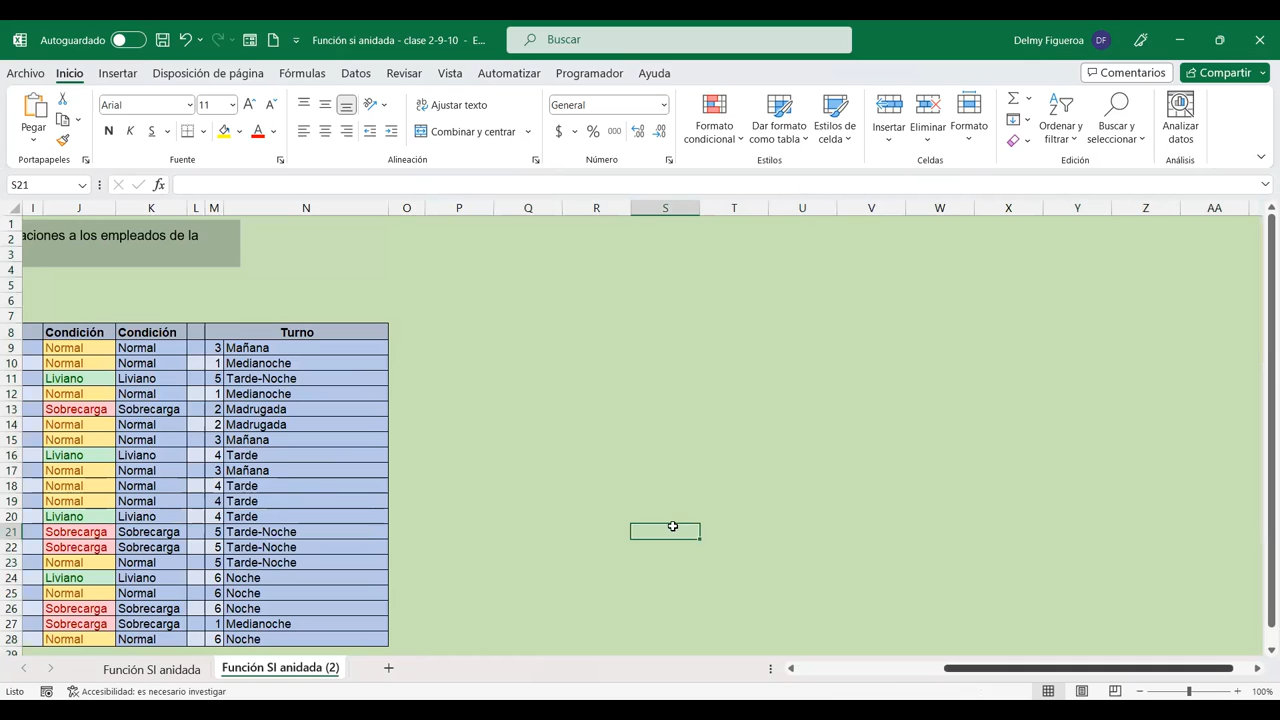 Autoguardado
Función si anidada - clase 2-9-10 - E...
Buscar
Delmy Figueroa
DF
Archivo Inicio Insertar Disposición de página Fórmulas Datos Revisar Vista Automatizar Programador Ayuda
Comentarios
Compartir
Pegar
Portapapeles
Arial 11
N K S
Fuente
Ajustar texto
Combinar y centrar
Alineación
General
$ % 000
Número
Formato condicional
Dar formato como tabla
Estilos de celda
Estilos
Insertar
Eliminar
Formato
Celdas
Ordenar y filtrar
Buscar y seleccionar
Edición
Analizar datos
Análisis
S21
fx
I J K L M N O P Q R S T U V W X Y Z AA
1
2 aciones a los empleados de la
3
4
5
6
7
8 Condición Condición Turno
9 Normal Normal 3 Mañana
10 Normal Normal 1 Medianoche
11 Liviano Liviano 5 Tarde-Noche
12 Normal Normal 1 Medianoche
13 Sobrecarga Sobrecarga 2 Madrugada
14 Normal Normal 2 Madrugada
15 Normal Normal 3 Mañana
16 Liviano Liviano 4 Tarde
17 Normal Normal 3 Mañana
18 Normal Normal 4 Tarde
19 Normal Normal 4 Tarde
20 Liviano Liviano 4 Tarde
21 Sobrecarga Sobrecarga 5 Tarde-Noche
22 Sobrecarga Sobrecarga 5 Tarde-Noche
23 Normal Normal 5 Tarde-Noche
24 Liviano Liviano 6 Noche
25 Normal Normal 6 Noche
26 Sobrecarga Sobrecarga 6 Noche
27 Sobrecarga Sobrecarga 1 Medianoche
28 Normal Normal 6 Noche
29
Función SI anidada
Función SI anidada (2)
Listo
Accesibilidad: es necesario investigar
100%